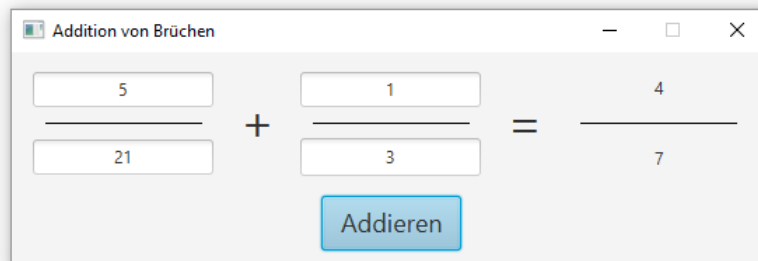 Addition von Brüchen
5 1 4
+ =
21 3 7
Addieren